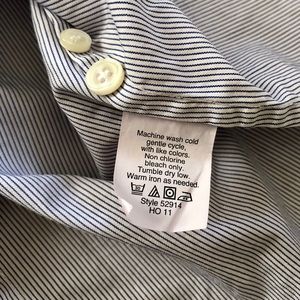 Machine wash cold
gentle cycle,
with like colors.
Non chlorine
bleach only.
Tumble dry low.
Warm iron as needed.
Style 52914
HO 11